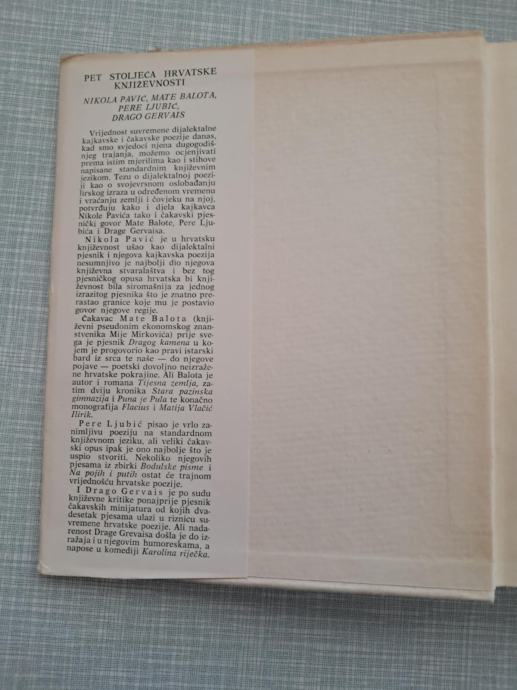 PET STOLJEĆA HRVATSKE
KNJIŽEVNOSTI
NIKOLA PAVIĆ, MATE BALOTA,
PERE LJUBIĆ,
DRAGO GERVAIS
Vrijednost suvremene dijalektalne
kajkavske i čakavske poezije danas,
kad smo svjedoci njena dugogodiš-
njeg trajanja, možemo ocjenjivati
prema istim mjerilima kao i stihove
napisane standardnim književnim
jezikom. Tezu o dijalektalnoj poezi-
ji kao o svojevrsnom oslobađanju
lirskog izraza u određenom vremenu
i vraćanju zemlji i čovjeku na njoj,
potvrđuju kako i djela kajkavca
Nikole Pavića tako i čakavski pjes-
nički govor Mate Balote, Pere Lju-
bića i Drage Gervaisa.
Nikola Pavić je u hrvatsku
književnost ušao kao dijalektalni
pjesnik i njegova kajkavska poezija
nesumnjivo je najbolji dio njegova
književna stvaralaštva i bez tog
pjesničkog opusa hrvatska bi knji-
ževnost bila siromašnija za jednog
izrazitog pjesnika što je znatno pre-
rastao granice koje mu je postavio
govor njegove regije.
Čakavac Mate Balota (knji-
ževni pseudonim ekonomskog znan-
stvenika Mije Mirkovića) prije sve-
ga je pjesnik Dragog kamena u ko-
jem je progovorio kao pravi istarski
bard iz srca te naše — do njegove
pojave — poetski dovoljno neizraže-
ne hrvatske pokrajine. Ali Balota je
autor i romana Tijesna zemlja, za-
tim dviju kronika Stara pazinska
gimnazija i Puna je Pula te konačno
monografija Flacius i Matija Vlačić
Ilirik.
Pere Ljubić pisao je vrlo za-
nimljivu poeziju na standardnom
književnom jeziku, ali veliki čakav-
ski opus ipak je ono najbolje što je
uspio stvoriti. Nekoliko njegovih
pjesama iz zbirki Bodulske pisme i
Na pojih i putih ostat će trajnom
vrijednošću hrvatske poezije.
I Drago Gervais je po sudu
književne kritike ponajprije pjesnik
čakavskih minijatura od kojih dva-
desetak pjesama ulazi u riznicu su-
vremene hrvatske poezije. Ali nada-
renost Drage Grevaisa došla je do iz-
ražaja i u njegovim humoreskama, a
napose u komediji Karolina riječka.